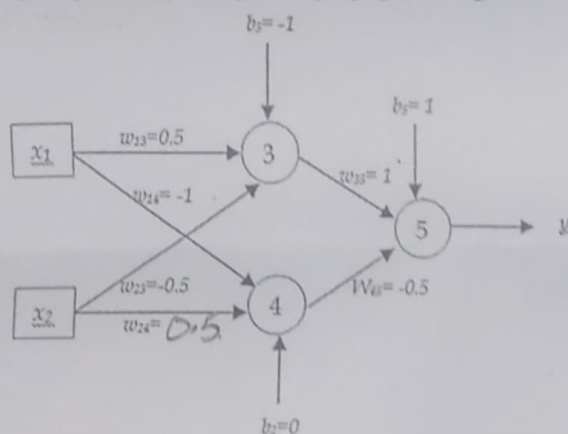 b₃= -1
b₅= 1
x1
w₁₃=0.5
3
w₃₅= 1
w₁₄= -1
5
y
w₂₃=-0.5
W₄₅= -0.5
x2
4
w₂₄= 0.5
b₂=0